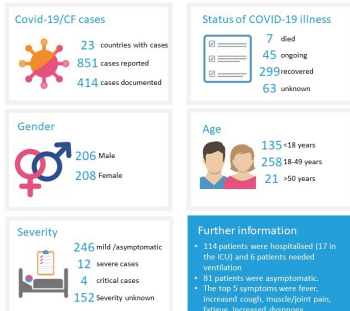 Covid-19/CF cases
23 countries with cases
851 cases reported
414 cases documented
Status of COVID-19 illness
7 died
45 ongoing
299 recovered
63 unknown
Gender
206 Male
208 Female
Age
135 <18 years
258 18-49 years
21 >50 years
Severity
246 mild /asymptomatic
12 severe cases
4 critical cases
152 Severity unknown
Further information
• 114 patients were hospitalised (17 in
the ICU) and 6 patients needed
ventilation
• 81 patients were asymptomatic.
• The top 5 symptoms were fever,
increased cough, muscle/joint pain,
fatigue, increased dyspnoea